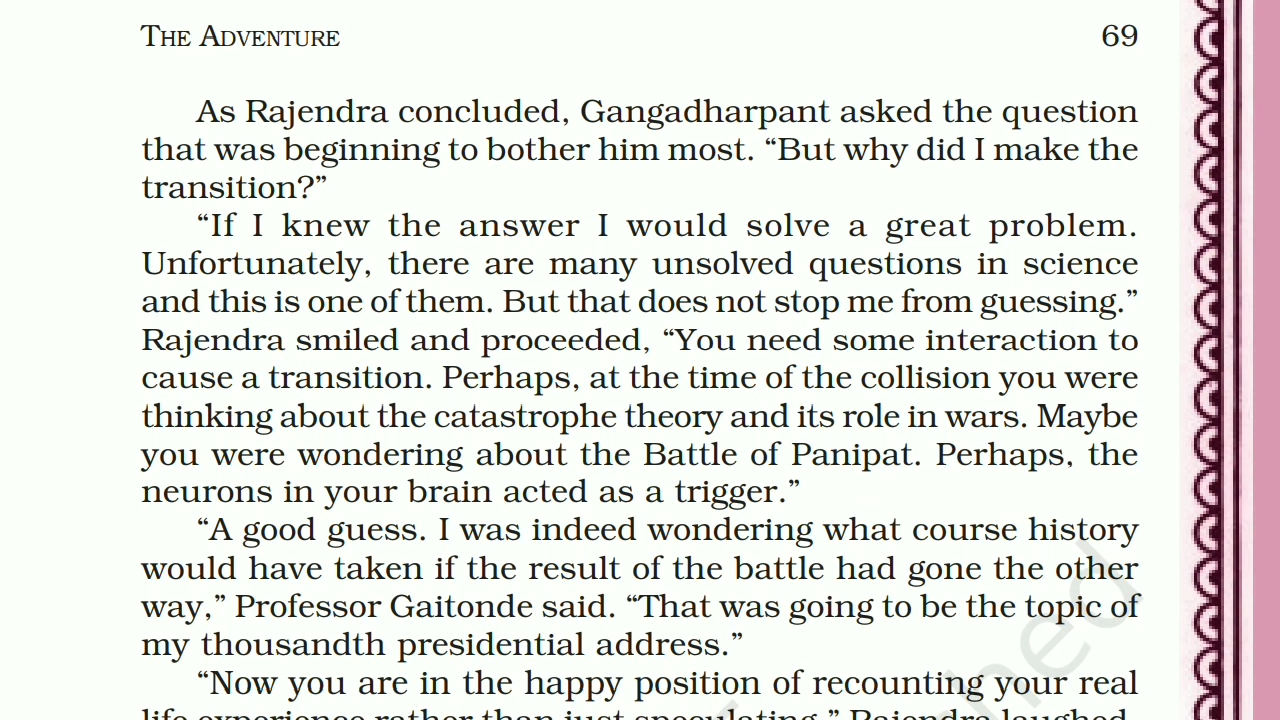 THE ADVENTURE 69
As Rajendra concluded, Gangadharpant asked the question
that was beginning to bother him most. “But why did I make the
transition?”
“If I knew the answer I would solve a great problem.
Unfortunately, there are many unsolved questions in science
and this is one of them. But that does not stop me from guessing.”
Rajendra smiled and proceeded, “You need some interaction to
cause a transition. Perhaps, at the time of the collision you were
thinking about the catastrophe theory and its role in wars. Maybe
you were wondering about the Battle of Panipat. Perhaps, the
neurons in your brain acted as a trigger.”
“A good guess. I was indeed wondering what course history
would have taken if the result of the battle had gone the other
way,” Professor Gaitonde said. “That was going to be the topic of
my thousandth presidential address.”
“Now you are in the happy position of recounting your real
life experience rather than just speculating,” Rajendra laughed.